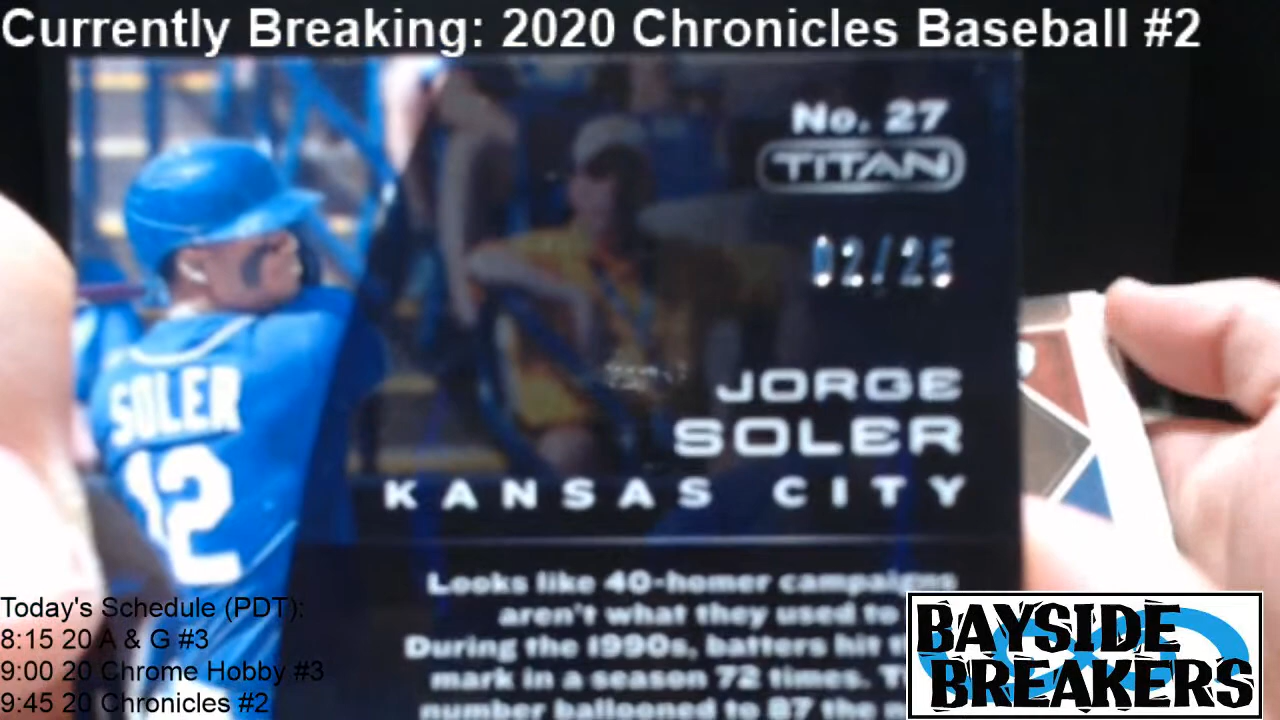 Currently Breaking: 2020 Chronicles Baseball #2
No. 27
TITAN
02/25
SOLER
12
JORGE
SOLER
KANSAS CITY
Looks like 40-homer campaigns
aren't what they used to
During the 1990s, batters hit
mark in a season 72 times.
number ballooned to 87 the
Today's Schedule (PDT):
8:15 20 A & G #3
9:00 20 Chrome Hobby #3
9:45 20 Chronicles #2
BAYSIDE
BREAKERS